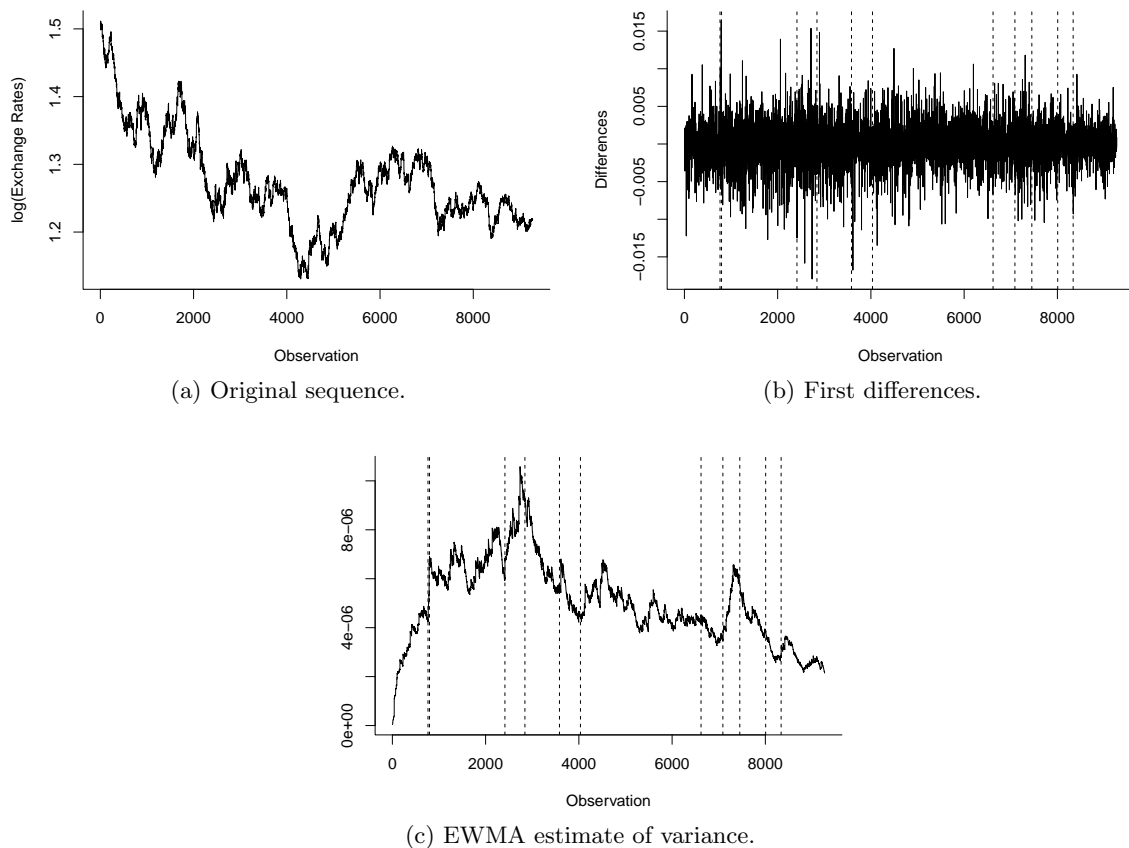 log(Exchange Rates)
1.5
1.4
1.3
1.2
0 2000 4000 6000 8000
Observation
(a) Original sequence.
Differences
0.015
0.005
−0.005
−0.015
0 2000 4000 6000 8000
Observation
(b) First differences.
8e−06
4e−06
0e+00
0 2000 4000 6000 8000
Observation
(c) EWMA estimate of variance.